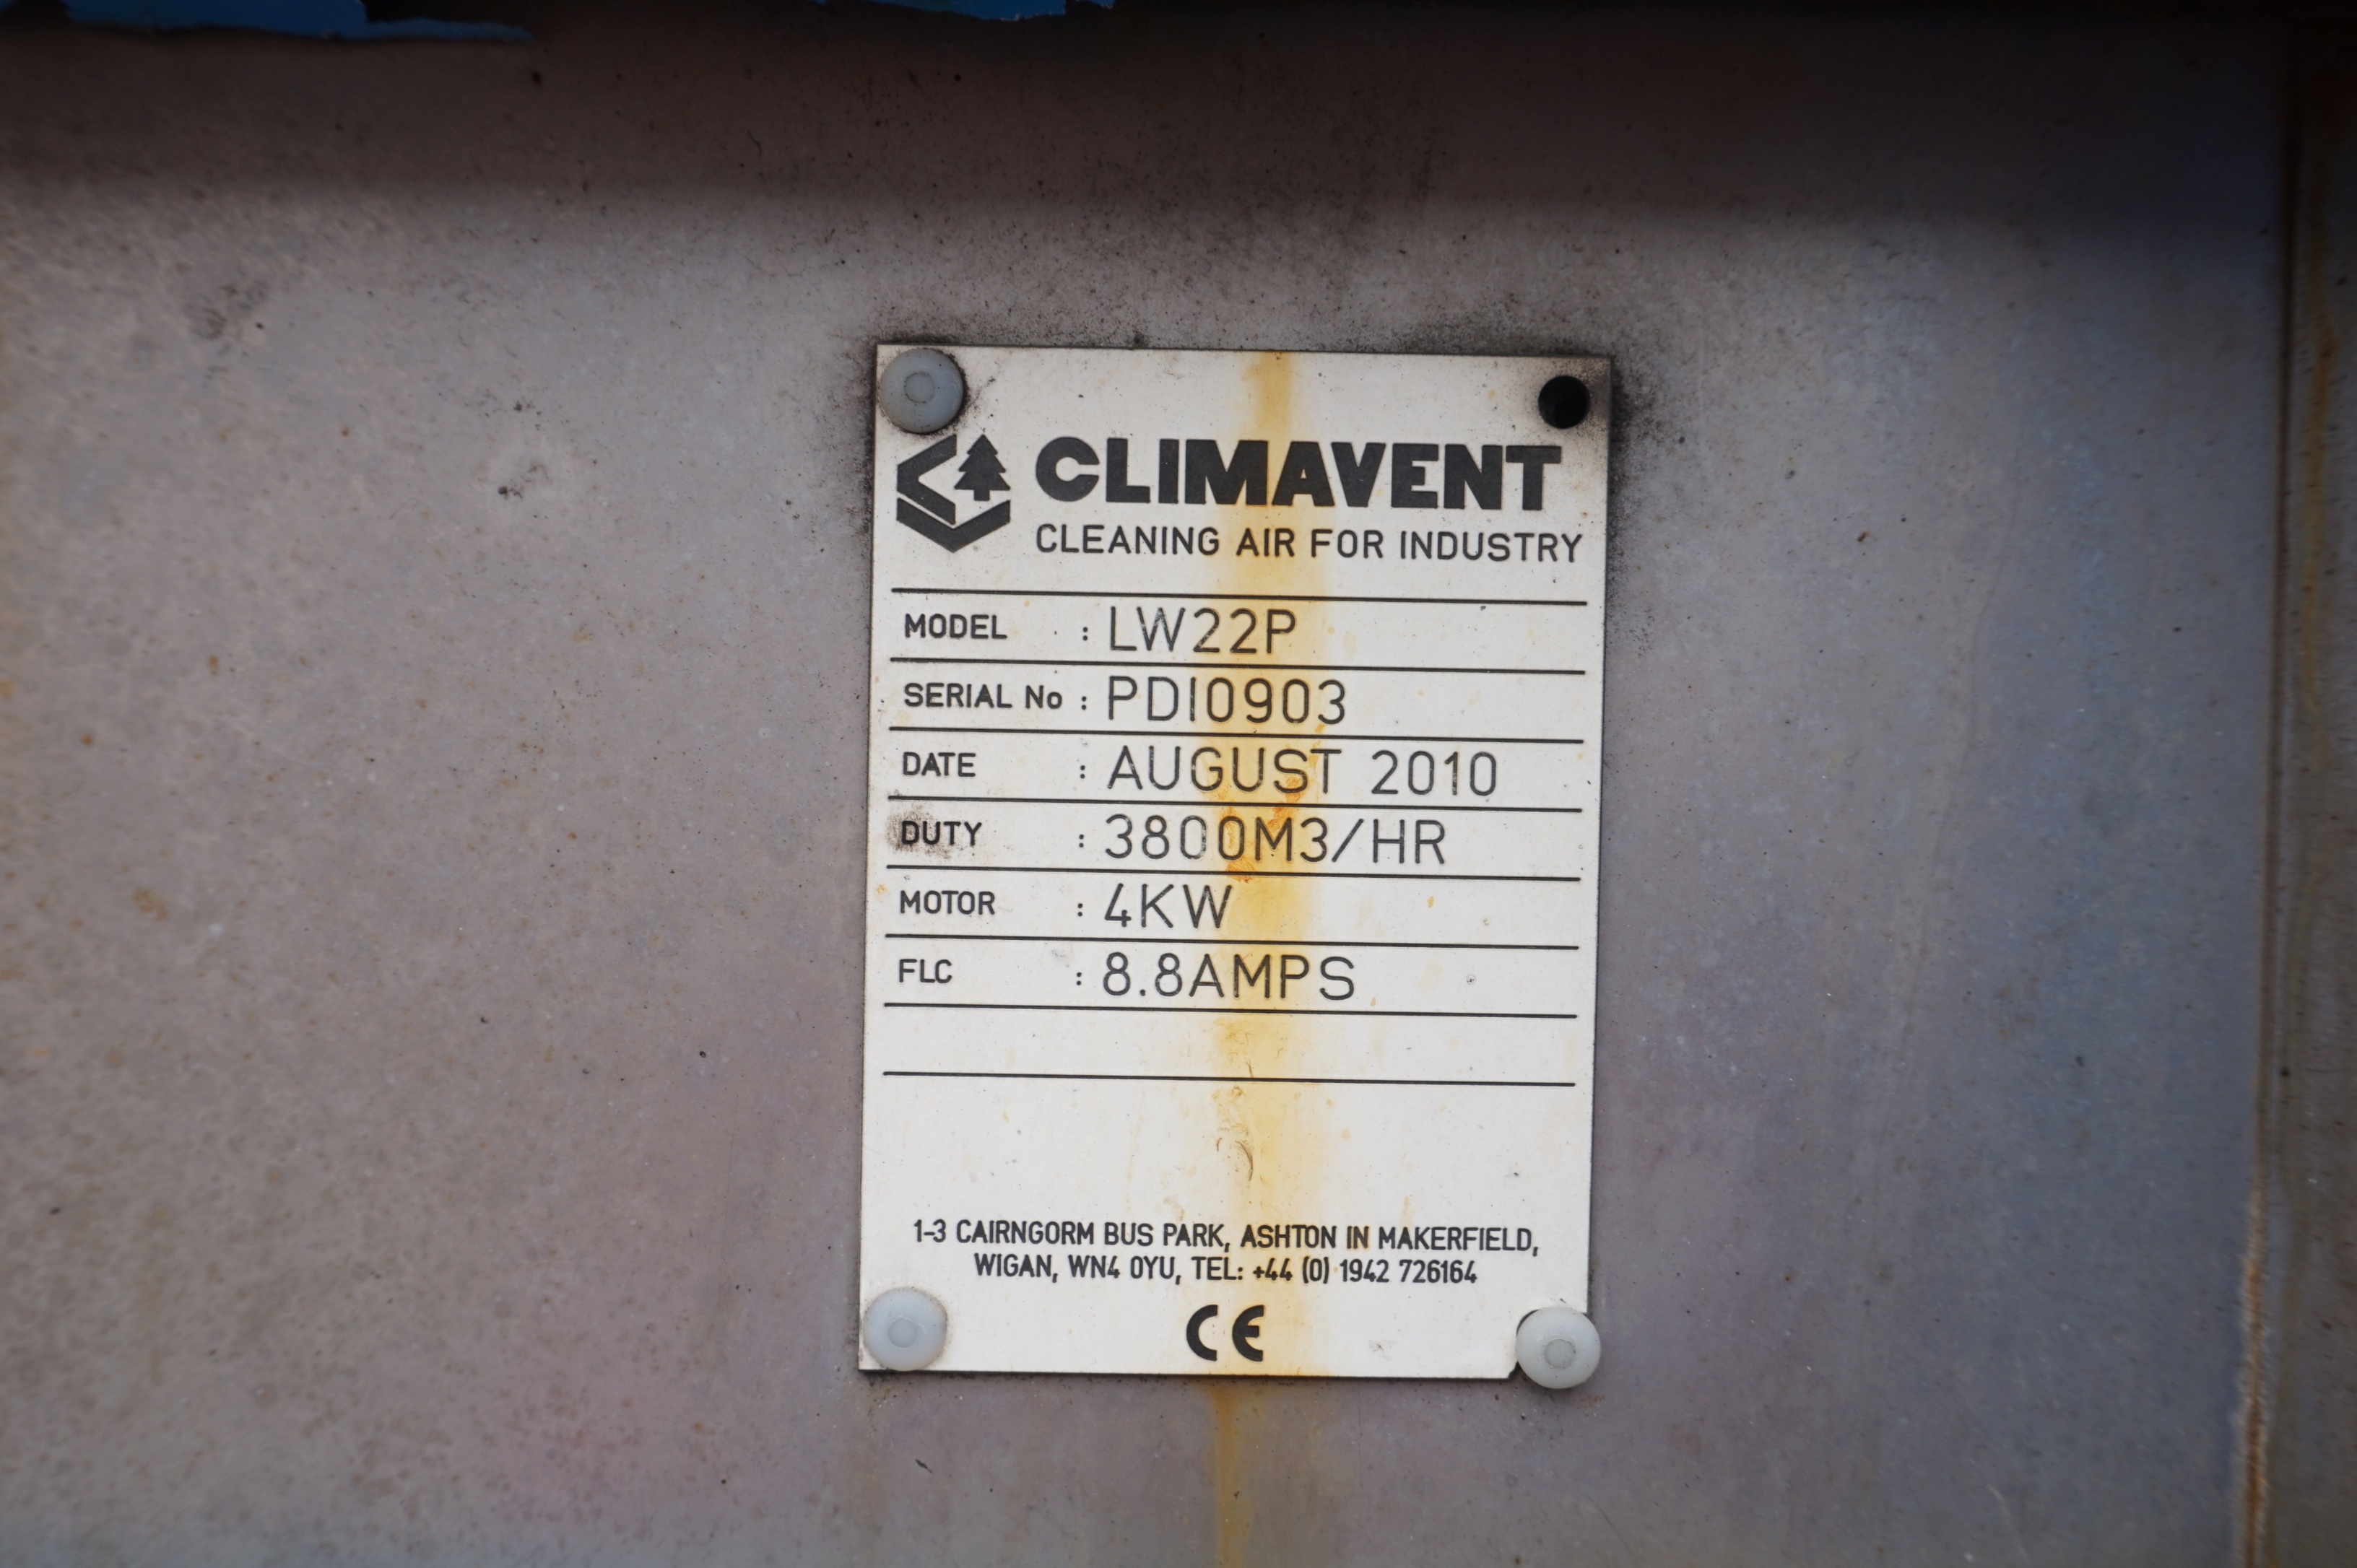 CLIMAVENT
CLEANING AIR FOR INDUSTRY
MODEL : LW22P
SERIAL No : PDI0903
DATE : AUGUST 2010
DUTY : 3800M3/HR
MOTOR : 4KW
FLC : 8.8AMPS
1-3 CAIRNGORM BUS PARK, ASHTON IN MAKERFIELD,
WIGAN, WN4 0YU, TEL: +44 (0) 1942 726164
CE